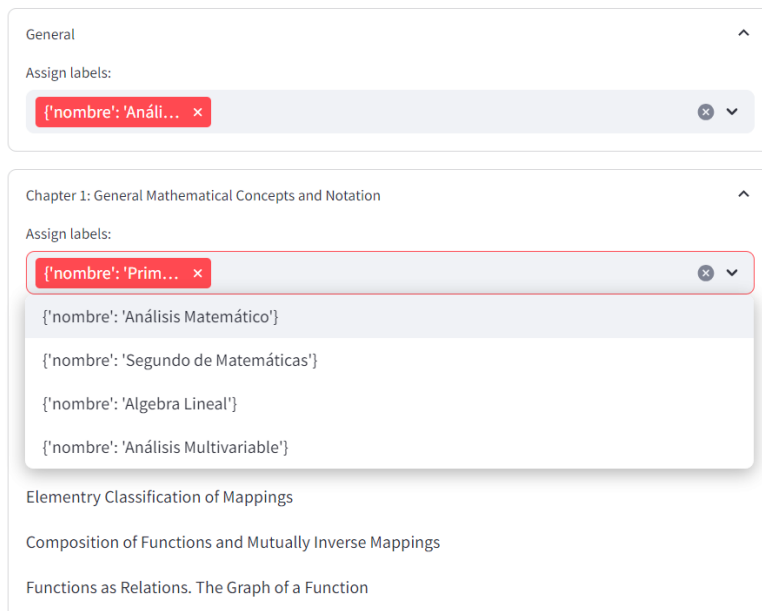 General
Assign labels:
{'nombre': 'Análi...
Chapter 1: General Mathematical Concepts and Notation
Assign labels:
{'nombre': 'Prim...
{'nombre': 'Análisis Matemático'}
{'nombre': 'Segundo de Matemáticas'}
{'nombre': 'Algebra Lineal'}
{'nombre': 'Análisis Multivariable'}
Elementry Classification of Mappings
Composition of Functions and Mutually Inverse Mappings
Functions as Relations. The Graph of a Function